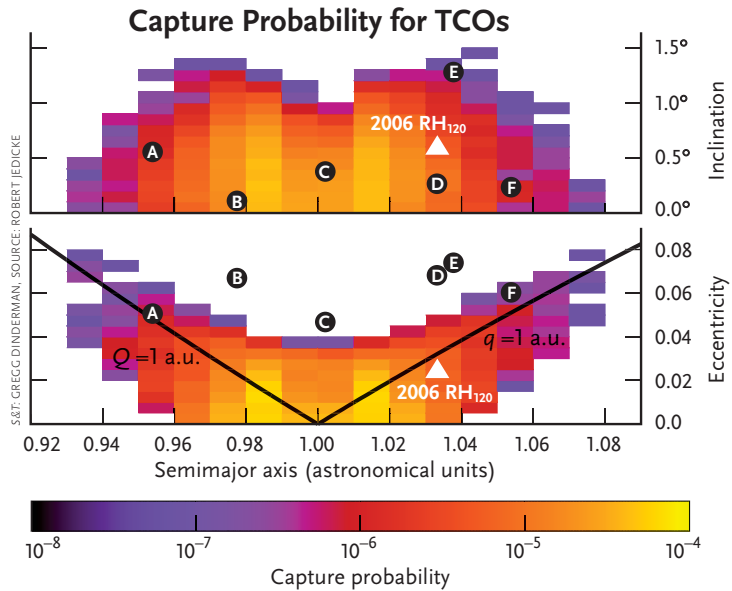 Capture Probability for TCOs
1.5°
1.0°
0.5°
0.0°
Inclination
A
B
C
D
E
F
2006 RH₁₂₀
S&T: GREGG DINDERMAN, SOURCE: ROBERT JEDICKE
0.08
0.06
0.04
0.02
0.0
Eccentricity
A
B
C
D
E
F
Q =1 a.u.
q =1 a.u.
2006 RH₁₂₀
0.92 0.94 0.96 0.98 1.00 1.02 1.04 1.06 1.08
Semimajor axis (astronomical units)
10⁻⁸ 10⁻⁷ 10⁻⁶ 10⁻⁵ 10⁻⁴
Capture probability